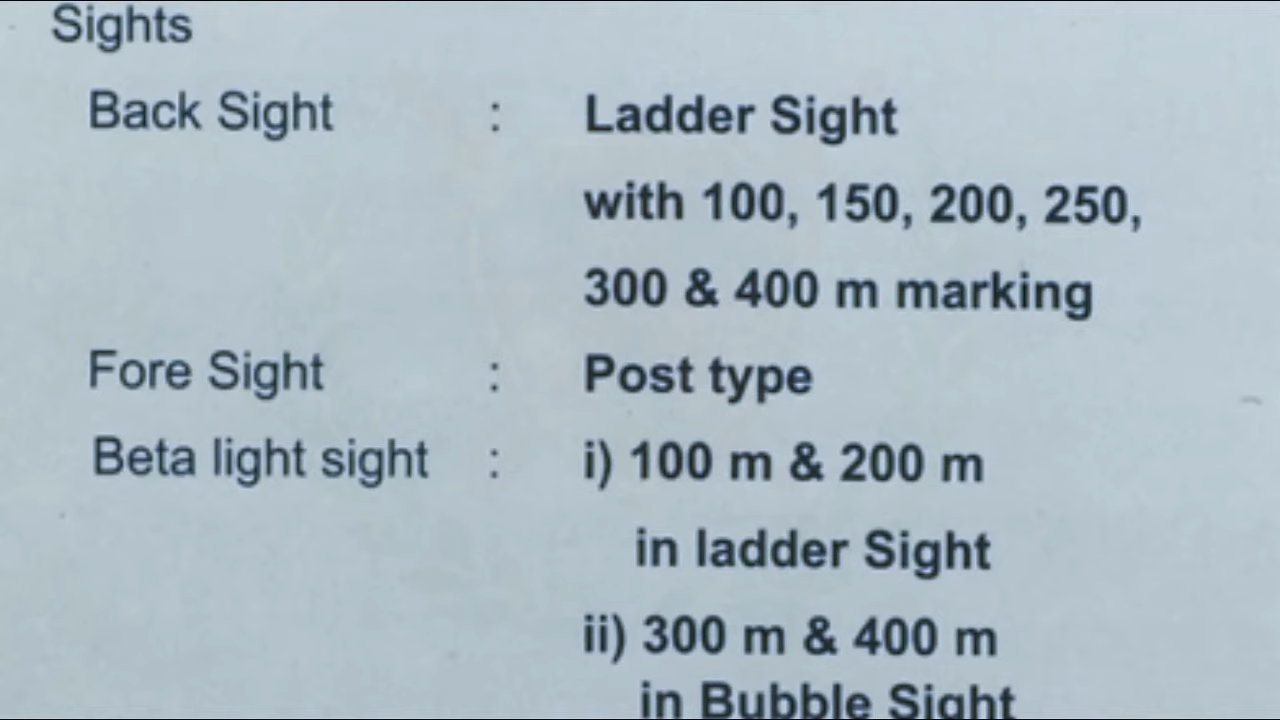 Sights
Back Sight : Ladder Sight
with 100, 150, 200, 250,
300 & 400 m marking
Fore Sight : Post type
Beta light sight : i) 100 m & 200 m
in ladder Sight
ii) 300 m & 400 m
in Bubble Sight